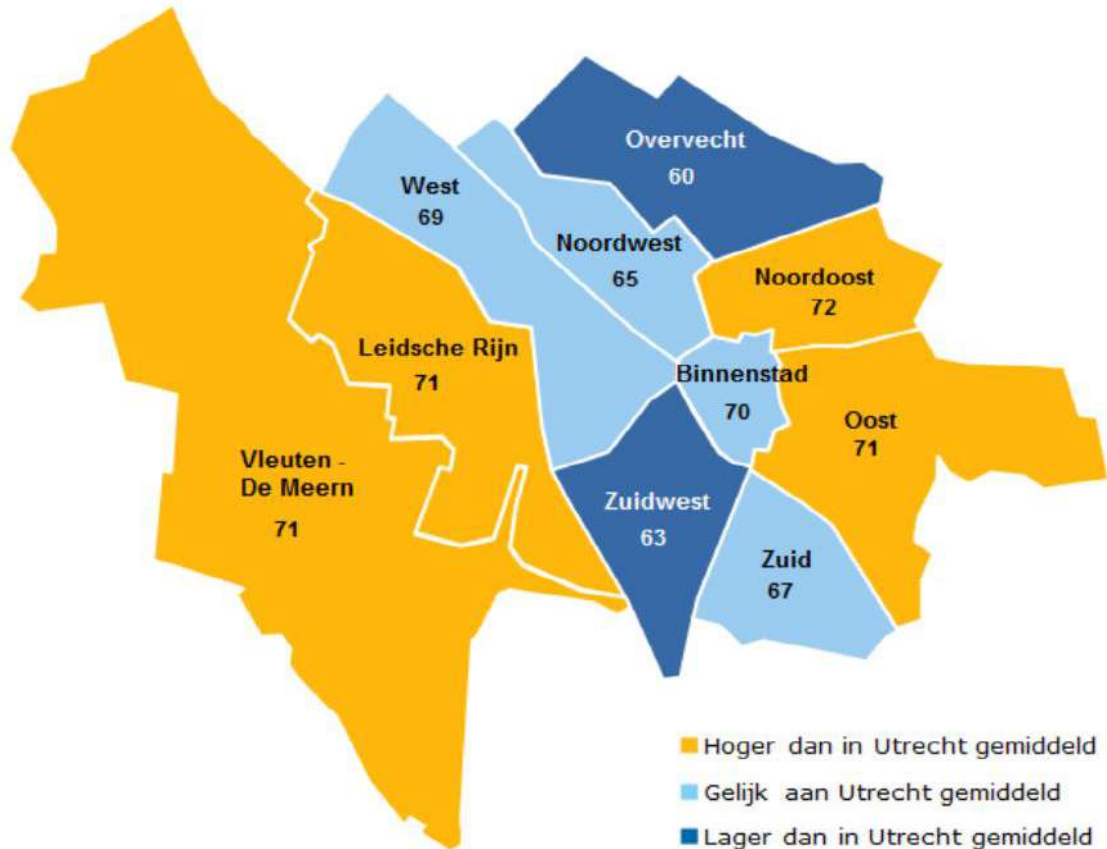 Overvecht
60
West
69
Noordwest
65
Noordoost
72
Leidsche Rijn
71
Binnenstad
70
Oost
71
Vleuten -
De Meern
71
Zuidwest
63
Zuid
67
Hoger dan in Utrecht gemiddeld
Gelijk aan Utrecht gemiddeld
Lager dan in Utrecht gemiddeld